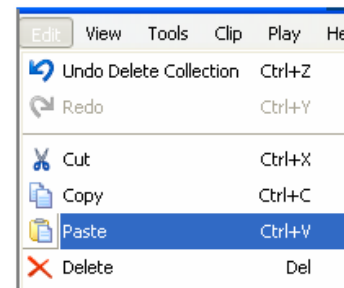 Edit View Tools Clip Play He
Undo Delete Collection Ctrl+Z
Redo Ctrl+Y
Cut Ctrl+X
Copy Ctrl+C
Paste Ctrl+V
Delete Del